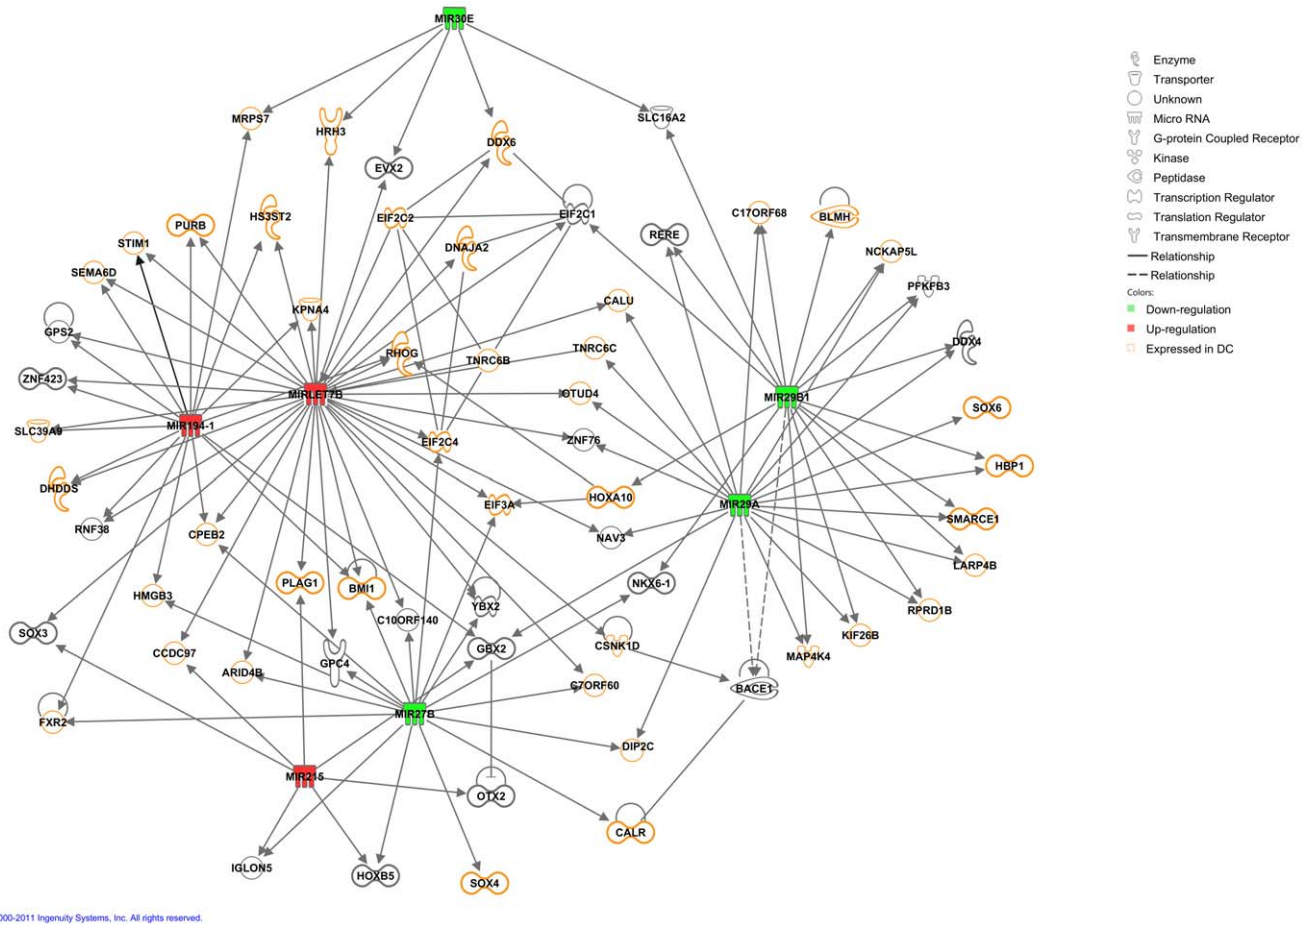 MIR30E
MRPS7
HRH3
SLC16A2
DDX6
EVX2
HS3ST2
PURB
EIF2C2
EIF2C1
C17ORF68
BLMH
STIM1
DNAJA2
RERE
NCKAP5L
SEMA6D
PFKFB3
KPNA4
CALU
GPS2
DDX4
RHOG
TNRC6B
TNRC6C
ZNF423
MIRLET7B
OTUD4
MIR29B1
SOX6
SLC39A9
MIR194-1
EIF2C4
ZNF76
HBP1
DHDDS
EIF3A
HOXA10
MIR29A
SMARCE1
RNF38
CPEB2
NAV3
LARP4B
PLAG1
BMI1
NKX6-1
HMGB3
YBX2
RPRD1B
C10ORF140
SOX3
KIF26B
CCDC97
GPC4
GBX2
CSNK1D
MAP4K4
ARID4B
C7ORF60
BACE1
FXR2
MIR27B
DIP2C
MIR215
OTX2
CALR
IGLON5
HOXB5
SOX4
Enzyme
Transporter
Unknown
Micro RNA
G-protein Coupled Receptor
Kinase
Peptidase
Transcription Regulator
Translation Regulator
Transmembrane Receptor
Relationship
Relationship
Colors:
Down-regulation
Up-regulation
Expressed in DC
000-2011 Ingenuity Systems, Inc. All rights reserved.